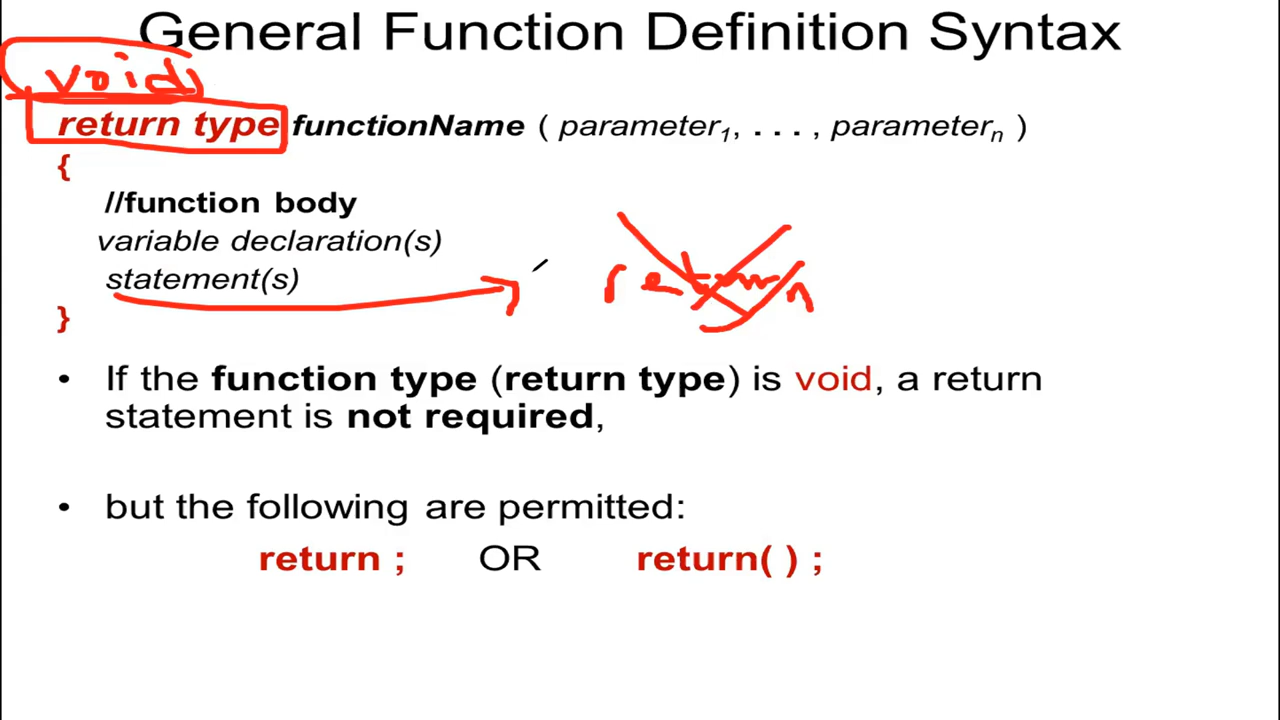 General Function Definition Syntax
void
return type functionName ( parameter1, . . . , parametern )
{
//function body
variable declaration(s)
statement(s)
return
}
• If the function type (return type) is void, a return
statement is not required,
• but the following are permitted:
return ; OR return( ) ;